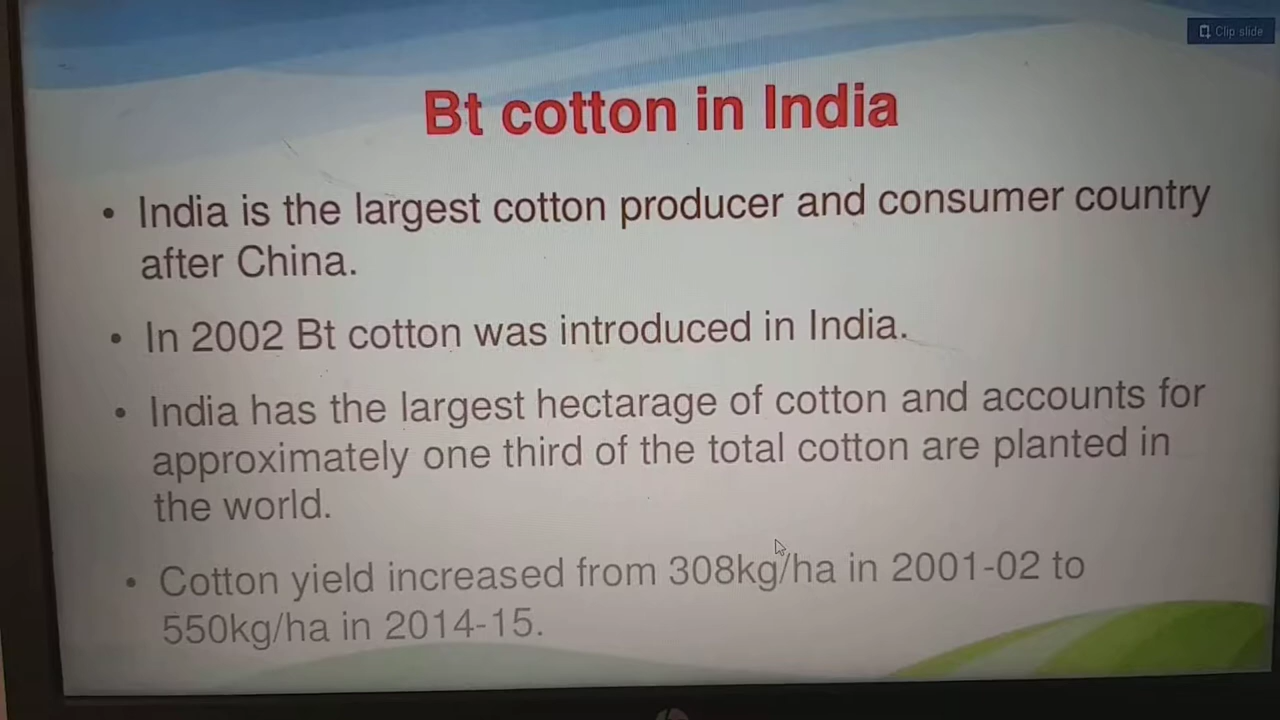 Clip slide
Bt cotton in India
• India is the largest cotton producer and consumer country
after China.
• In 2002 Bt cotton was introduced in India.
• India has the largest hectarage of cotton and accounts for
approximately one third of the total cotton are planted in
the world.
• Cotton yield increased from 308kg/ha in 2001-02 to
550kg/ha in 2014-15.